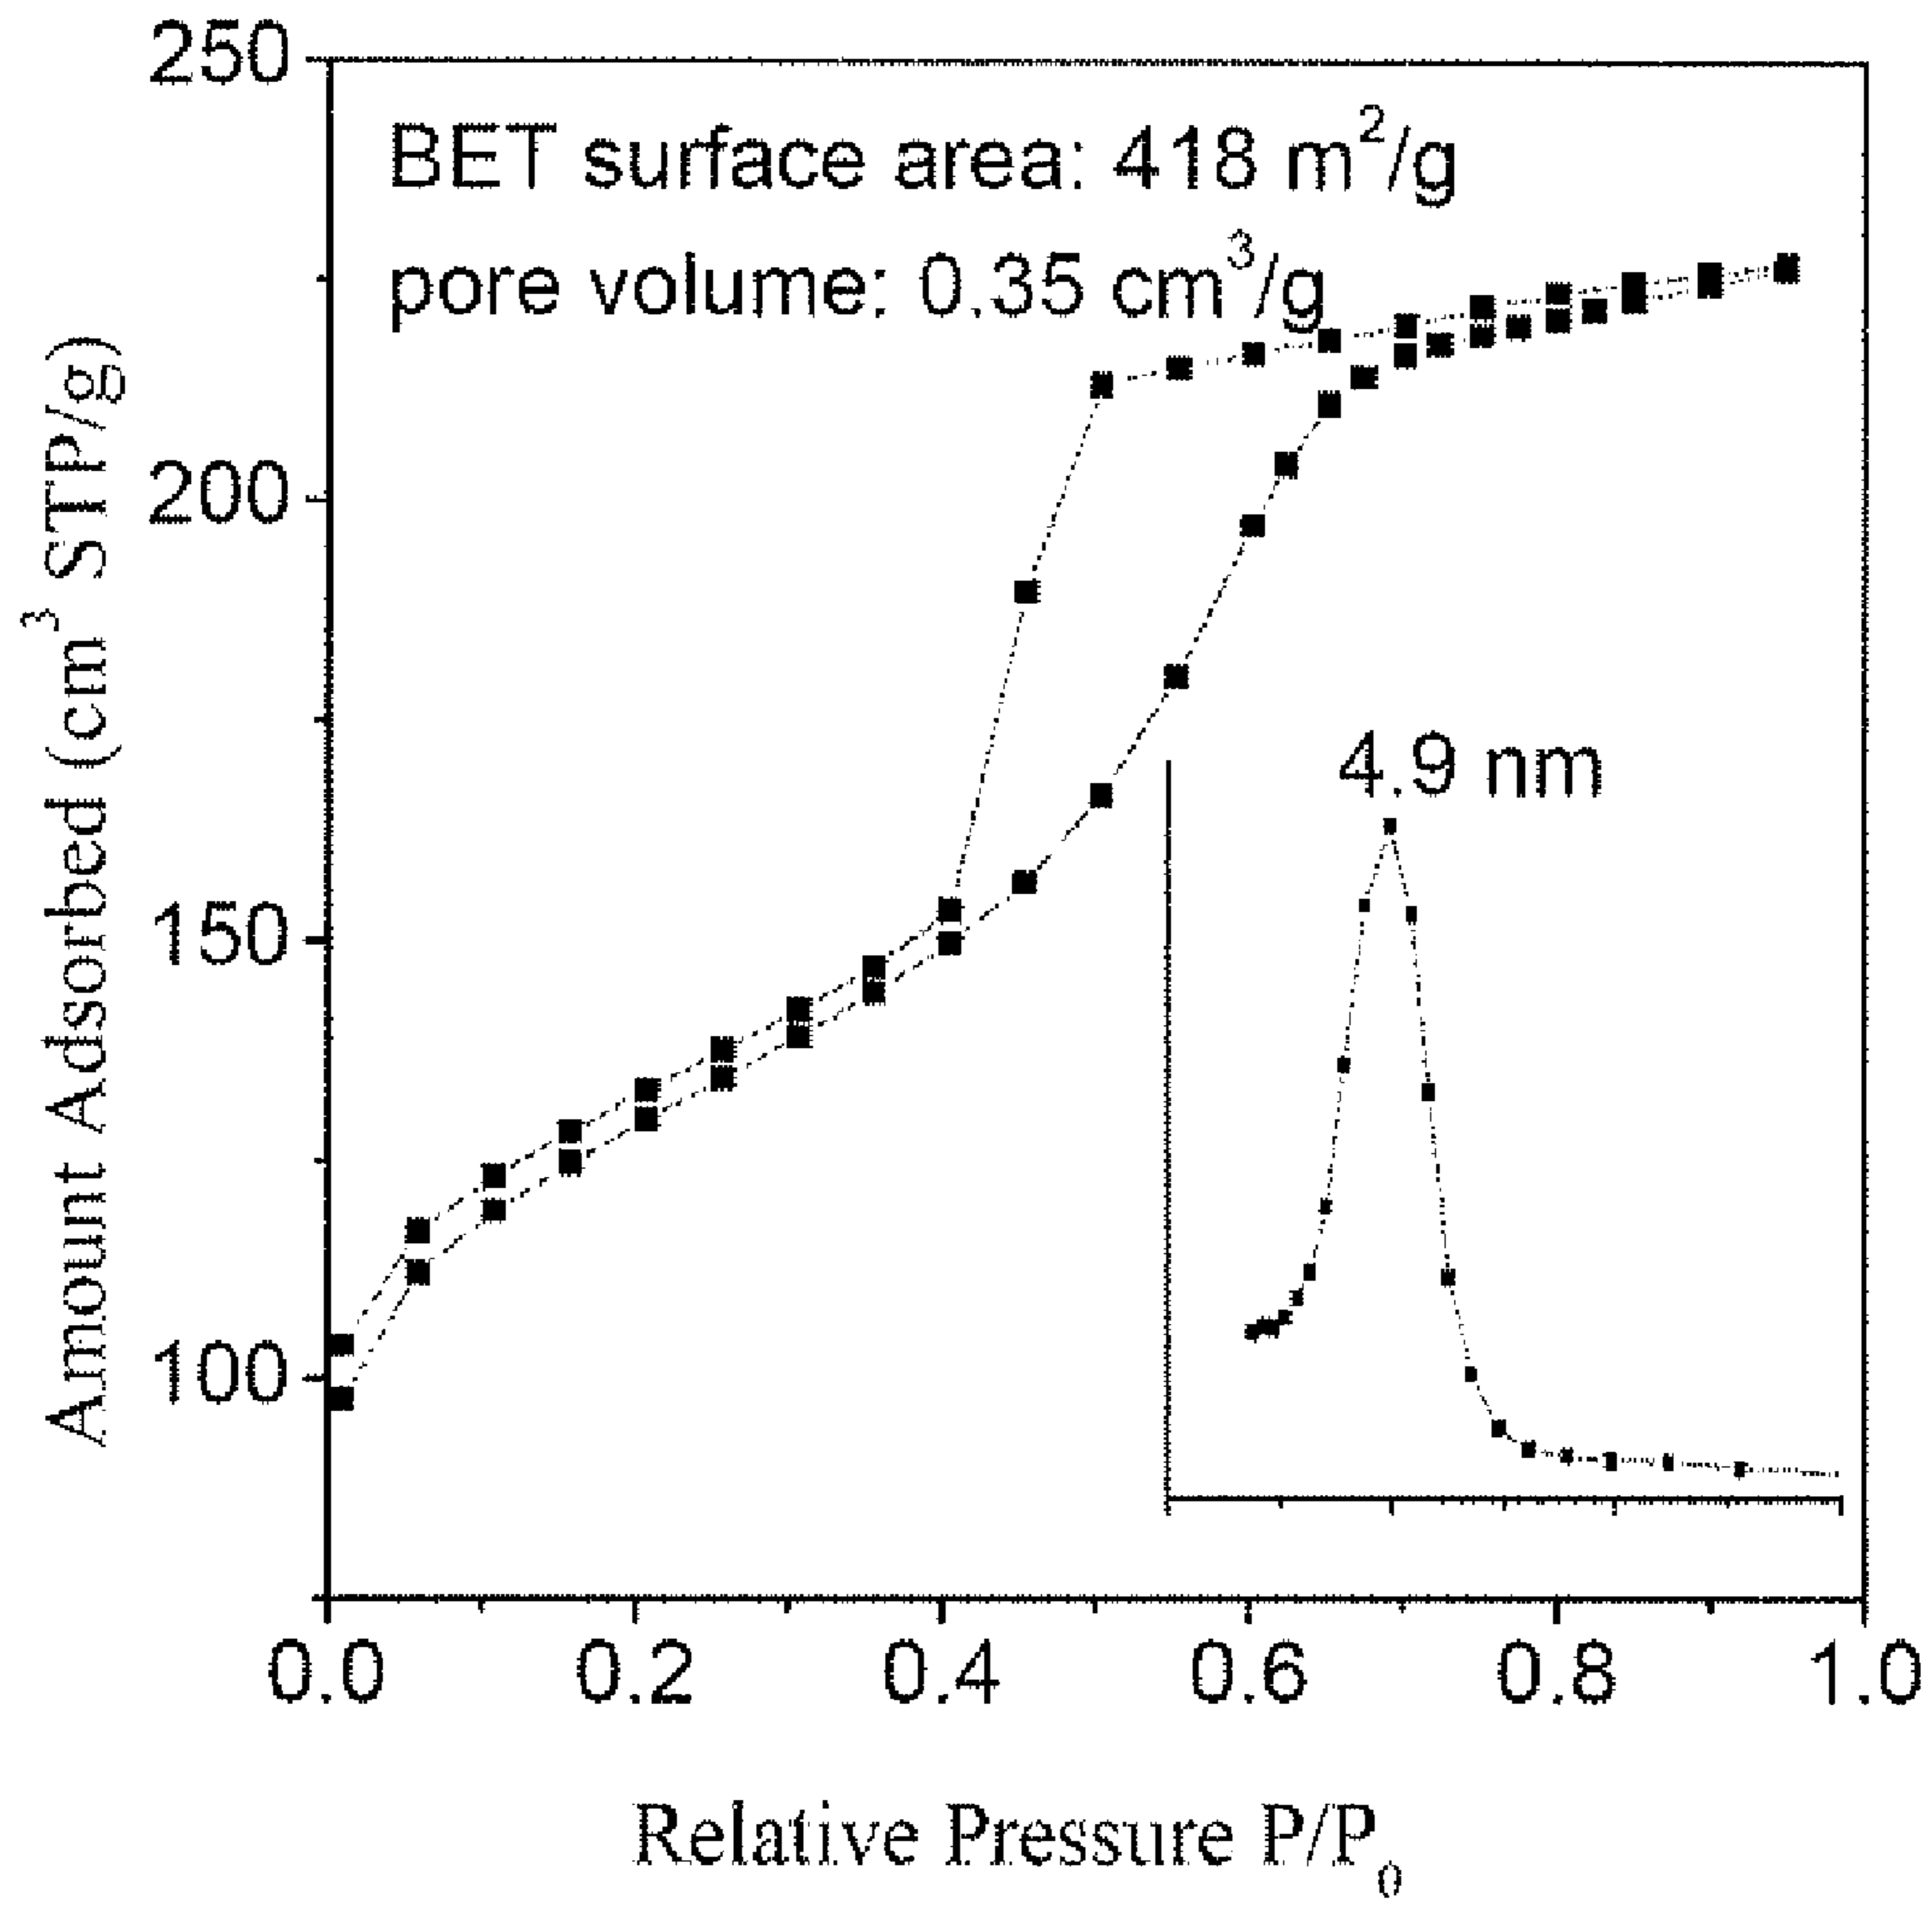 250
BET surface area: 418 m²/g
pore volume: 0.35 cm³/g
200
150
100
Amount Adsorbed (cm³ STP/g)
4.9 nm
0.0 0.2 0.4 0.6 0.8 1.0
Relative Pressure P/P₀